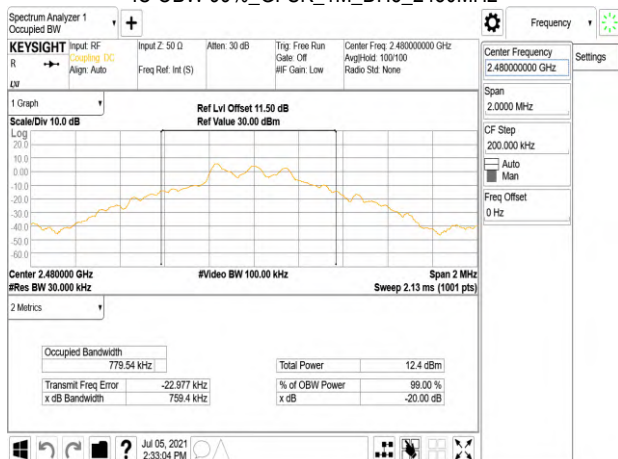 Spectrum Analyzer 1
Occupied BW
KEYSIGHT
Input: RF
Coupling: DC
Align: Auto
R
LXI
Input Z: 50 Ω
Freq Ref: Int (S)
Atten: 30 dB
Trig: Free Run
Gate: Off
#IF Gain: Low
Center Freq: 2.480000000 GHz
Avg|Hold: 100/100
Radio Std: None
1 Graph
Scale/Div 10.0 dB
Ref Lvl Offset 11.50 dB
Ref Value 30.00 dBm
Log
20.0
10.0
0.00
-10.0
-20.0
-30.0
-40.0
-50.0
-60.0
Center 2.480000 GHz
#Res BW 30.000 kHz
#Video BW 100.00 kHz
Span 2 MHz
Sweep 2.13 ms (1001 pts)
2 Metrics
Occupied Bandwidth
779.54 kHz
Transmit Freq Error -22.977 kHz
x dB Bandwidth 759.4 kHz
Total Power 12.4 dBm
% of OBW Power 99.00 %
x dB -20.00 dB
?
Jul 05, 2021
2:33:04 PM
Frequency
Settings
Center Frequency
2.480000000 GHz
Span
2.0000 MHz
CF Step
200.000 kHz
Auto
Man
Freq Offset
0 Hz